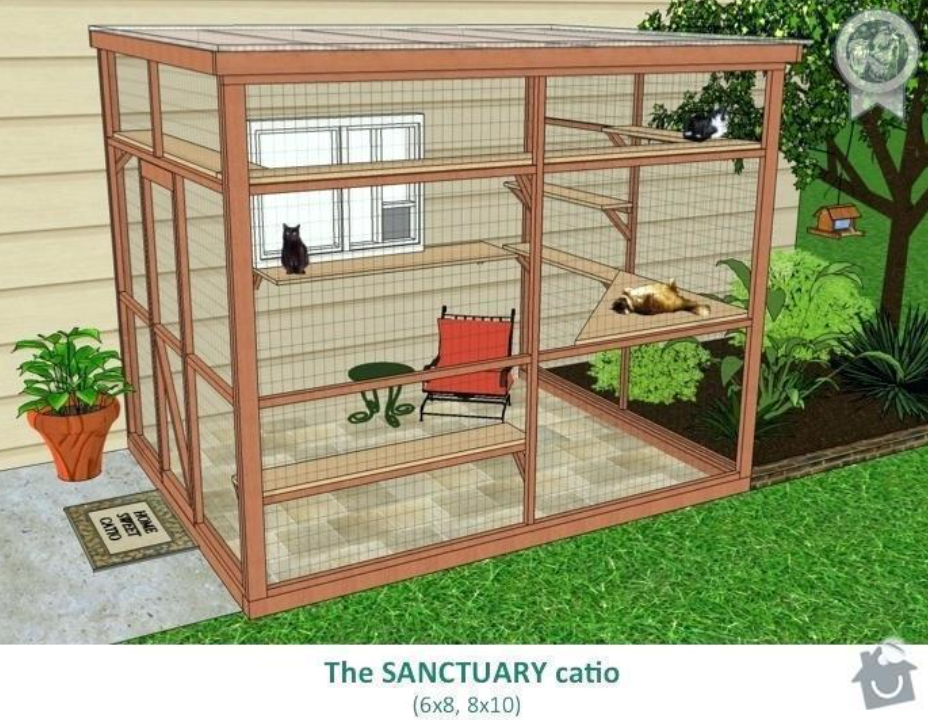 HOME
SWEET
CATIO
The SANCTUARY catio
(6x8, 8x10)